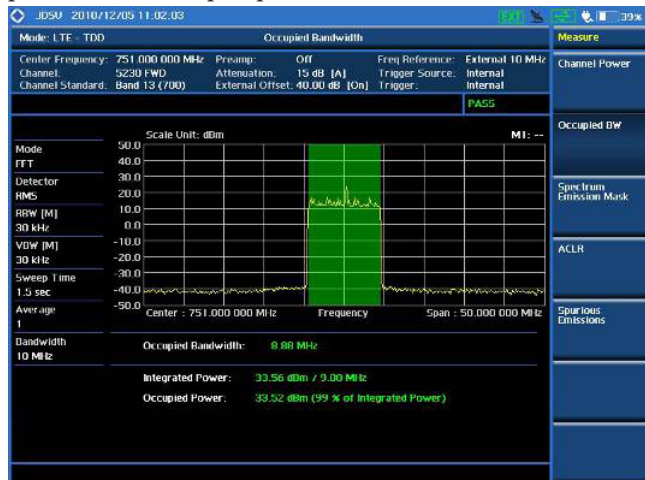 JDSU 2010/12/05 11:02:03 EXT 39%
Mode: LTE - TDD Occupied Bandwidth
Center Frequency: 751.000 000 MHz Preamp: Off Freq Reference: External 10 MHz
Channel: 5230 FWD Attenuation: 15 dB [A] Trigger Source: Internal
Channel Standard: Band 13 (700) External Offset: 40.00 dB [On] Trigger: Internal
PASS
Scale Unit: dBm M1: --
Mode
FFT
Detector
RMS
RBW [M]
30 kHz
VBW [M]
30 kHz
Sweep Time
1.5 sec
Average
1
Bandwidth
10 MHz
50.0
40.0
30.0
20.0
10.0
0.0
-10.0
-20.0
-30.0
-40.0
-50.0
Center : 751.000 000 MHz Frequency Span : 50.000 000 MHz
Occupied Bandwidth: 8.88 MHz
Integrated Power: 33.56 dBm / 9.00 MHz
Occupied Power: 33.52 dBm (99 % of Integrated Power)
Measure
Channel Power
Occupied BW
Spectrum
Emission Mask
ACLR
Spurious
Emissions